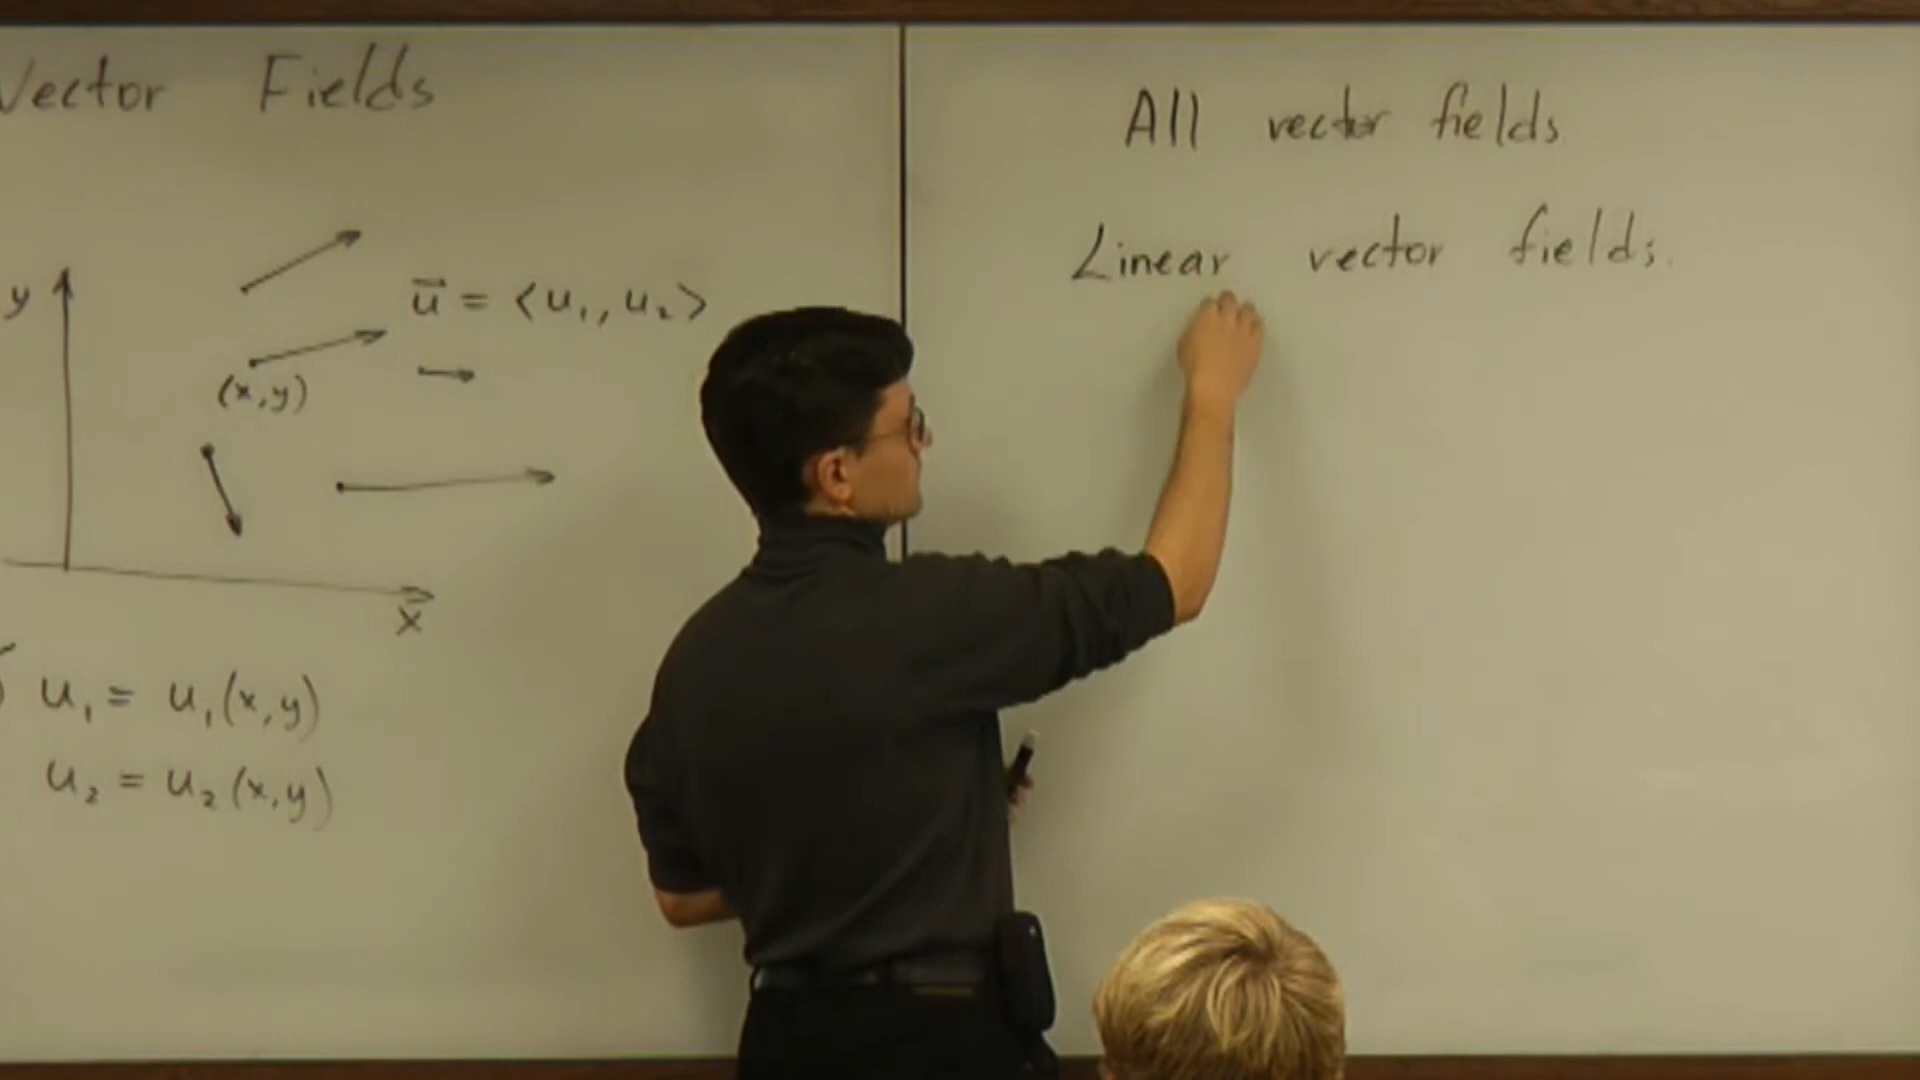 Vector Fields
y
u̅ = <u₁, u₂>
(x,y)
x
u₁ = u₁(x,y)
u₂ = u₂(x,y)
All vector fields.
Linear vector fields.